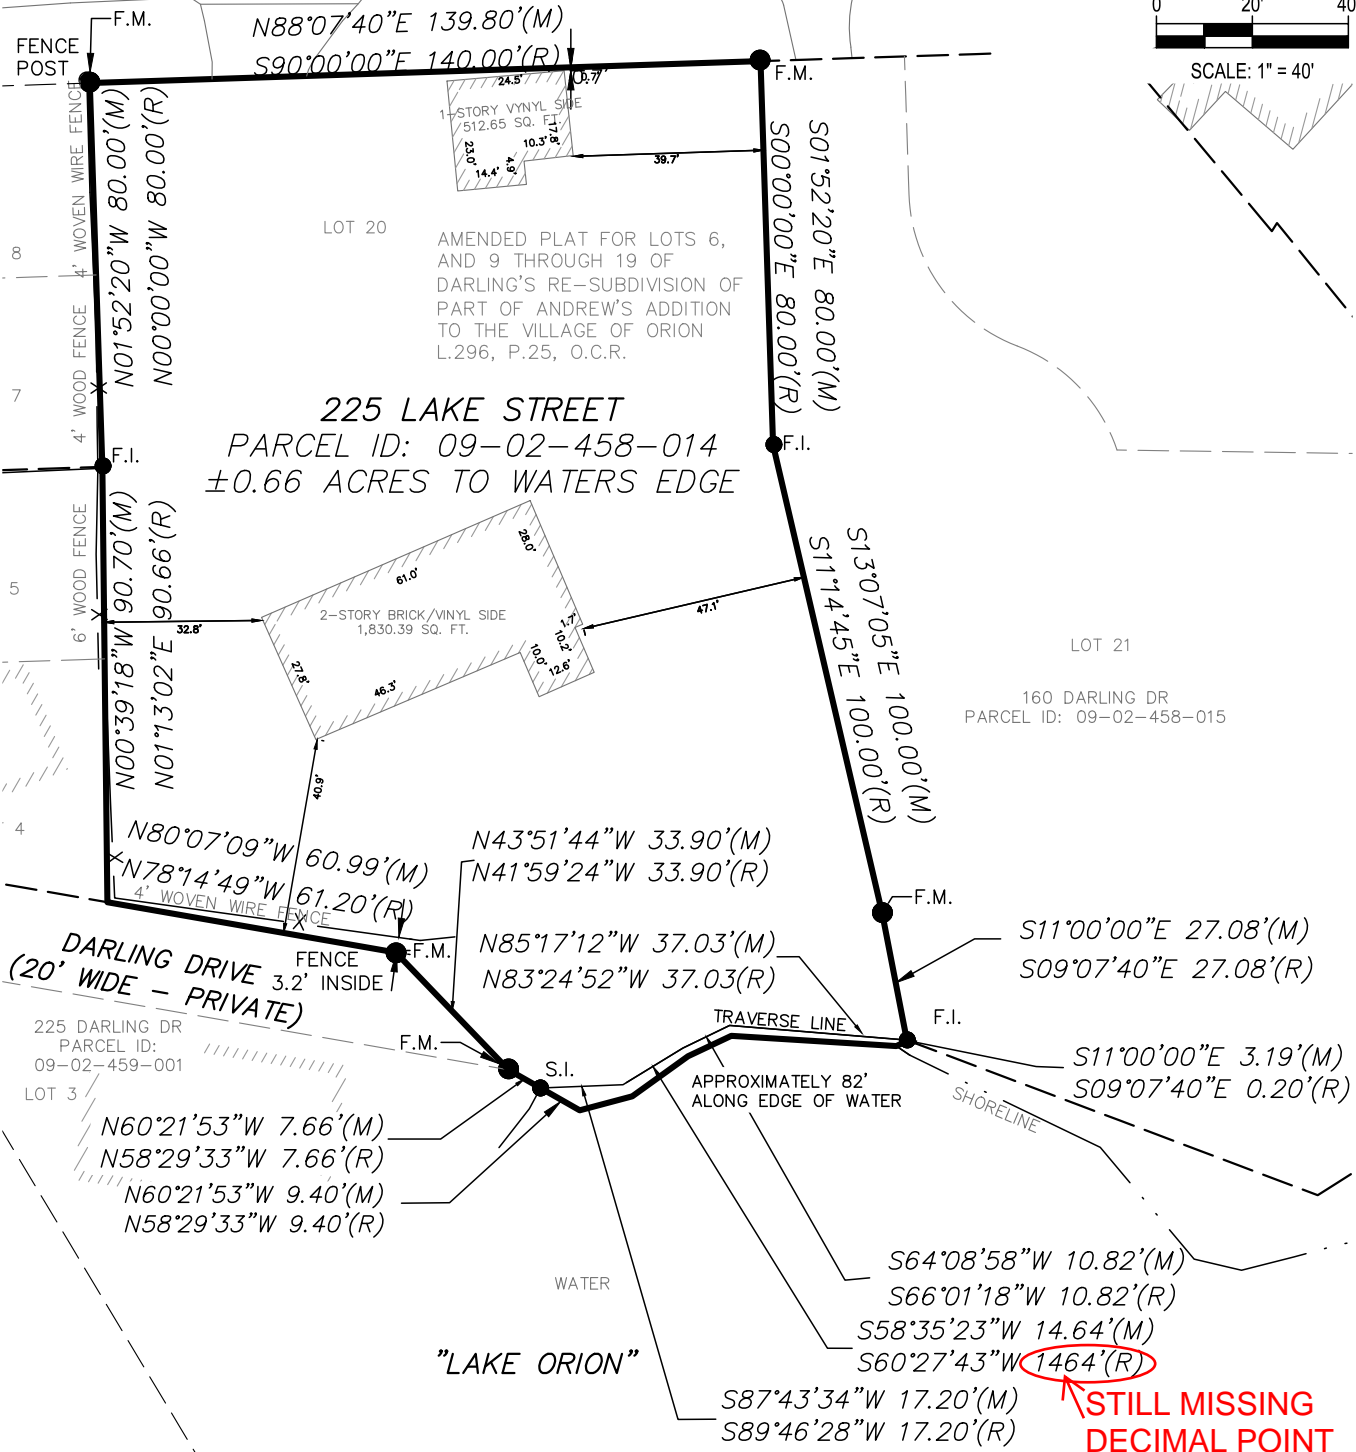 F.M.
N88°07'40"E 139.80'(M)
S90°00'00"E 140.00'(R)
FENCE
POST
0 20' 40
SCALE: 1" = 40'
F.M.
24.5'
0.7'
1-STORY VYNYL SIDE
512.65 SQ. FT.
17.8'
10.3'
23.0'
14.4'
4.9'
39.7'
4' WOVEN WIRE FENCE
N01°52'20"W 80.00'(M)
N00°00'00"W 80.00'(R)
S01°52'20"E 80.00'(M)
S00°00'00"E 80.00'(R)
LOT 20
8
AMENDED PLAT FOR LOTS 6,
AND 9 THROUGH 19 OF
DARLING'S RE-SUBDIVISION OF
PART OF ANDREW'S ADDITION
TO THE VILLAGE OF ORION
L.296, P.25, O.C.R.
4' WOOD FENCE
7
225 LAKE STREET
PARCEL ID: 09-02-458-014
±0.66 ACRES TO WATERS EDGE
F.I.
F.I.
6' WOOD FENCE
N00°39'18"W 90.70'(M)
N01°13'02"E 90.66'(R)
S13°07'05"E 100.00'(M)
S11°14'45"E 100.00'(R)
28.0'
61.0'
5
2-STORY BRICK/VINYL SIDE
1,830.39 SQ. FT.
32.8'
47.1'
1.7'
10.2'
10.0'
12.6'
27.8'
46.3'
LOT 21
160 DARLING DR
PARCEL ID: 09-02-458-015
40.9'
4
N80°07'09"W 60.99'(M)
N78°14'49"W 61.20'(R)
4' WOVEN WIRE FENCE
N43°51'44"W 33.90'(M)
N41°59'24"W 33.90'(R)
F.M.
S11°00'00"E 27.08'(M)
S09°07'40"E 27.08'(R)
N85°17'12"W 37.03'(M)
N83°24'52"W 37.03(R)
F.M.
FENCE
3.2' INSIDE
DARLING DRIVE
(20' WIDE - PRIVATE)
TRAVERSE LINE
F.I.
225 DARLING DR
PARCEL ID:
09-02-459-001
LOT 3
F.M.
S.I.
S11°00'00"E 3.19'(M)
S09°07'40"E 0.20'(R)
APPROXIMATELY 82'
ALONG EDGE OF WATER
SHORELINE
N60°21'53"W 7.66'(M)
N58°29'33"W 7.66'(R)
N60°21'53"W 9.40'(M)
N58°29'33"W 9.40'(R)
WATER
S64°08'58"W 10.82'(M)
S66°01'18"W 10.82'(R)
S58°35'23"W 14.64'(M)
S60°27'43"W 1464'(R)
"LAKE ORION"
S87°43'34"W 17.20'(M)
S89°46'28"W 17.20'(R)
STILL MISSING
DECIMAL POINT